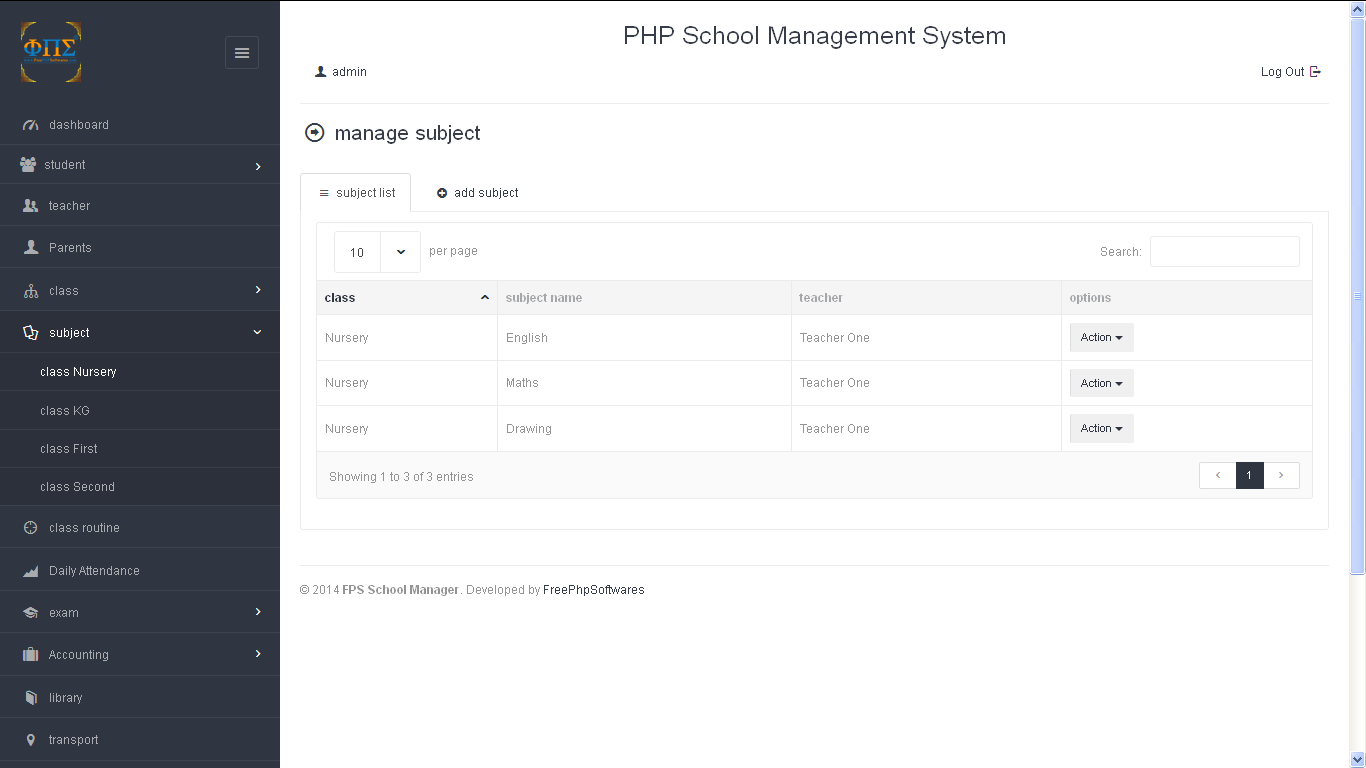 ΦΠΣ
PHP School Management System
admin
Log Out
dashboard
student
teacher
Parents
class
subject
class Nursery
class KG
class First
class Second
class routine
Daily Attendance
exam
Accounting
library
transport
manage subject
subject list
add subject
10 per page
Search:
class subject name teacher options
Nursery English Teacher One Action
Nursery Maths Teacher One Action
Nursery Drawing Teacher One Action
Showing 1 to 3 of 3 entries
1
© 2014 FPS School Manager. Developed by FreePhpSoftwares